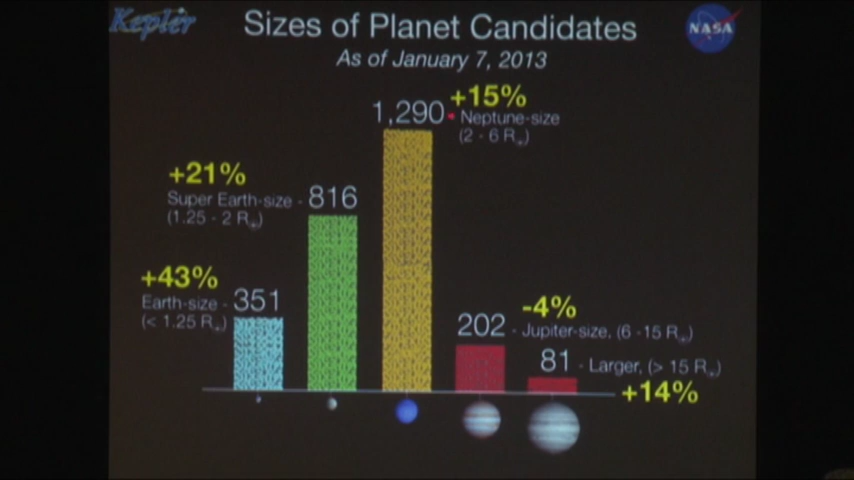 Kepler
Sizes of Planet Candidates
NASA
As of January 7, 2013
1,290
+15%
Neptune-size
(2 - 6 R⊕)
+21%
Super Earth-size - 816
(1.25 - 2 R⊕)
+43%
Earth-size - 351
(< 1.25 R⊕)
-4%
202 - Jupiter-size, (6 -15 R⊕)
81 - Larger, (> 15 R⊕)
+14%